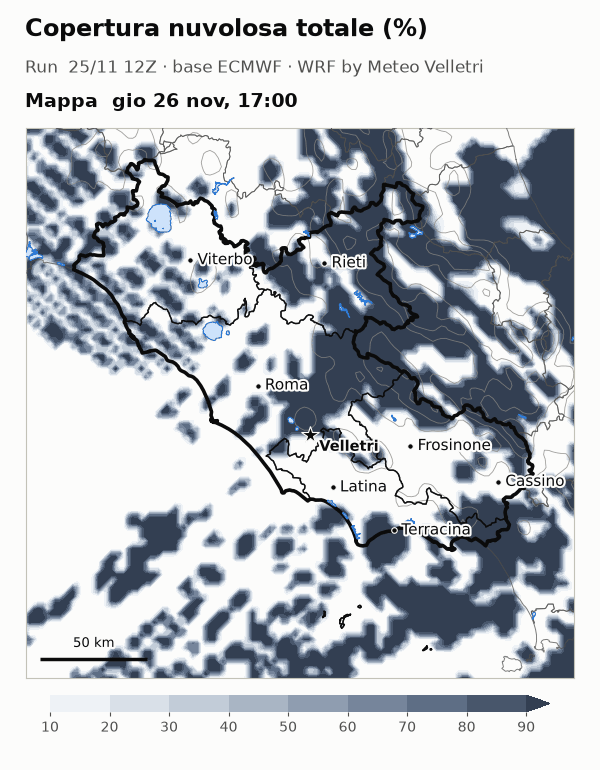 Copertura nuvolosa totale (%)
Run 25/11 12Z · base ECMWF · WRF by Meteo Velletri
Mappa gio 26 nov, 17:00
Viterbo
Rieti
Roma
Velletri
Frosinone
Cassino
Latina
Terracina
50 km
10 20 30 40 50 60 70 80 90